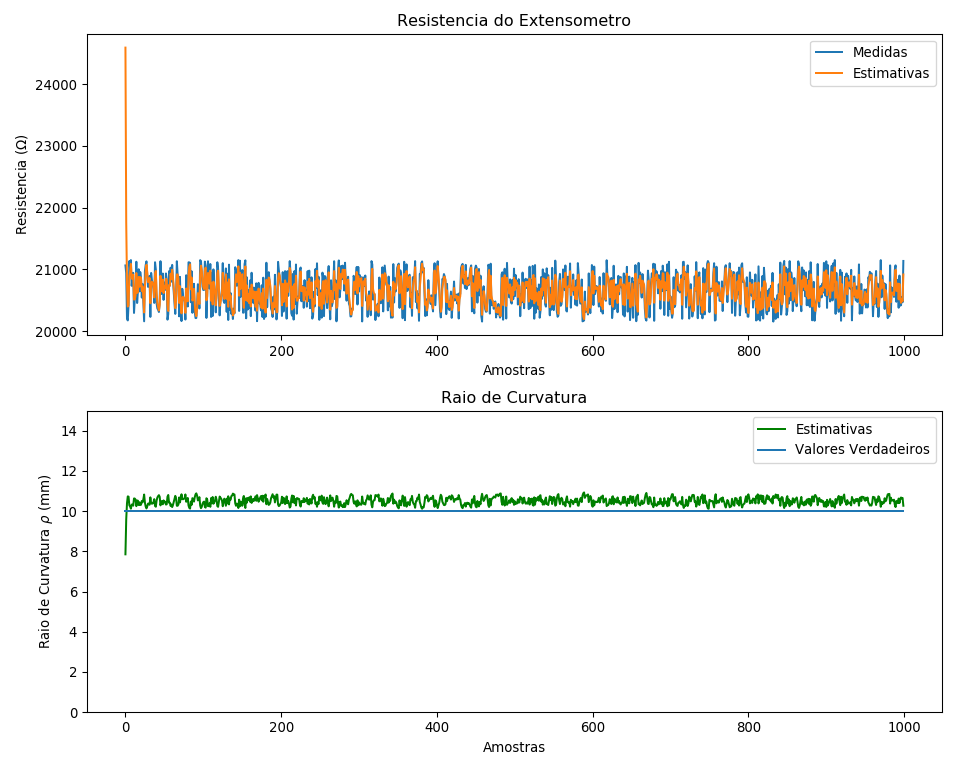 Resistencia do Extensometro
Medidas
Estimativas
Resistencia (Ω)
24000
23000
22000
21000
20000
0 200 400 600 800 1000
Amostras
Raio de Curvatura
Estimativas
Valores Verdadeiros
Raio de Curvatura ρ (mm)
14
12
10
8
6
4
2
0
0 200 400 600 800 1000
Amostras